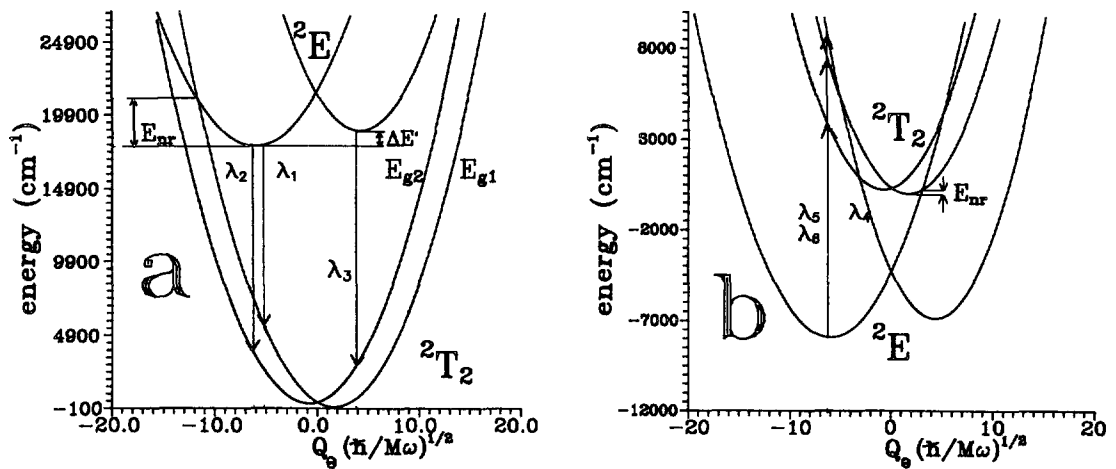 24900
19900
14900
9900
4900
-100
energy (cm⁻¹)
²E
E_nr
ΔE'
λ₂
λ₁
E_g2
E_g1
λ₃
a
²T₂
-20.0
-10.0
0.0
10.0
20.0
Q_θ (ħ/Mω)^1/2
8000
3000
-2000
-7000
-12000
energy (cm⁻¹)
²T₂
λ₅
λ₆
λ₄
E_nr
b
²E
-20
-10
0
10
20
Q_θ (ħ/Mω)^1/2